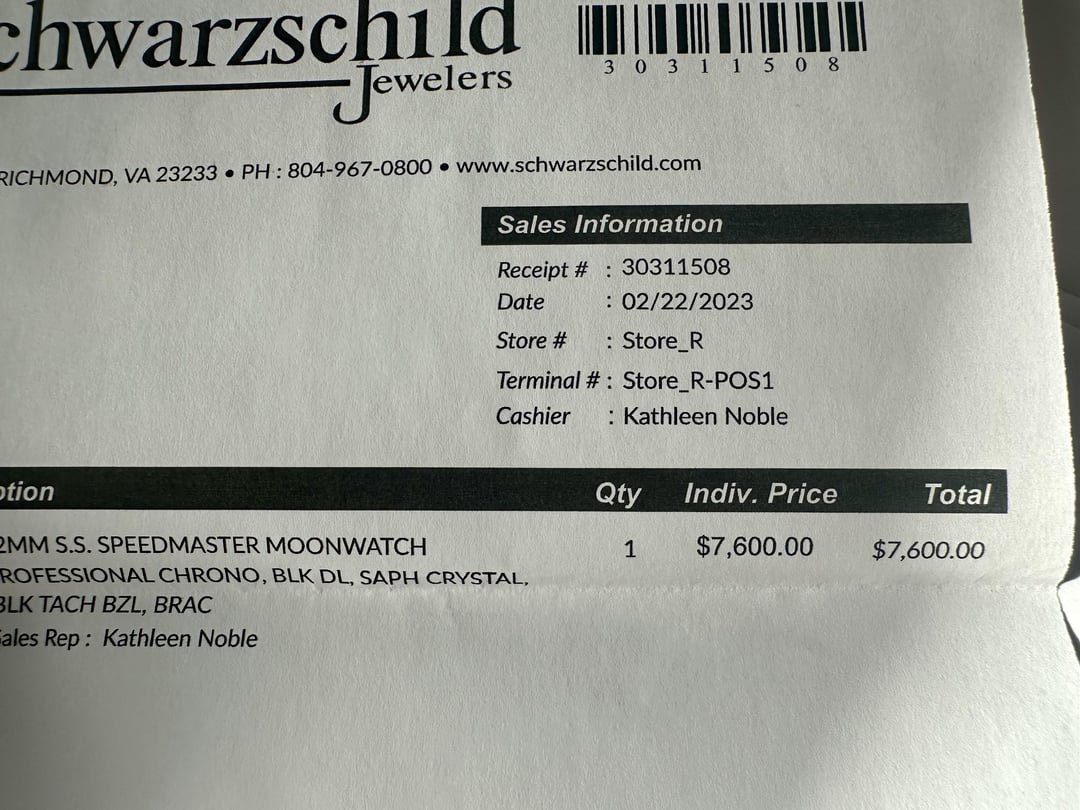 chwarzschild
Jewelers
3 0 3 1 1 5 0 8
RICHMOND, VA 23233 • PH : 804-967-0800 • www.schwarzschild.com
Sales Information
Receipt # : 30311508
Date : 02/22/2023
Store # : Store_R
Terminal # : Store_R-POS1
Cashier : Kathleen Noble
ption Qty Indiv. Price Total
2MM S.S. SPEEDMASTER MOONWATCH 1 $7,600.00 $7,600.00
ROFESSIONAL CHRONO, BLK DL, SAPH CRYSTAL,
BLK TACH BZL, BRAC
Sales Rep : Kathleen Noble